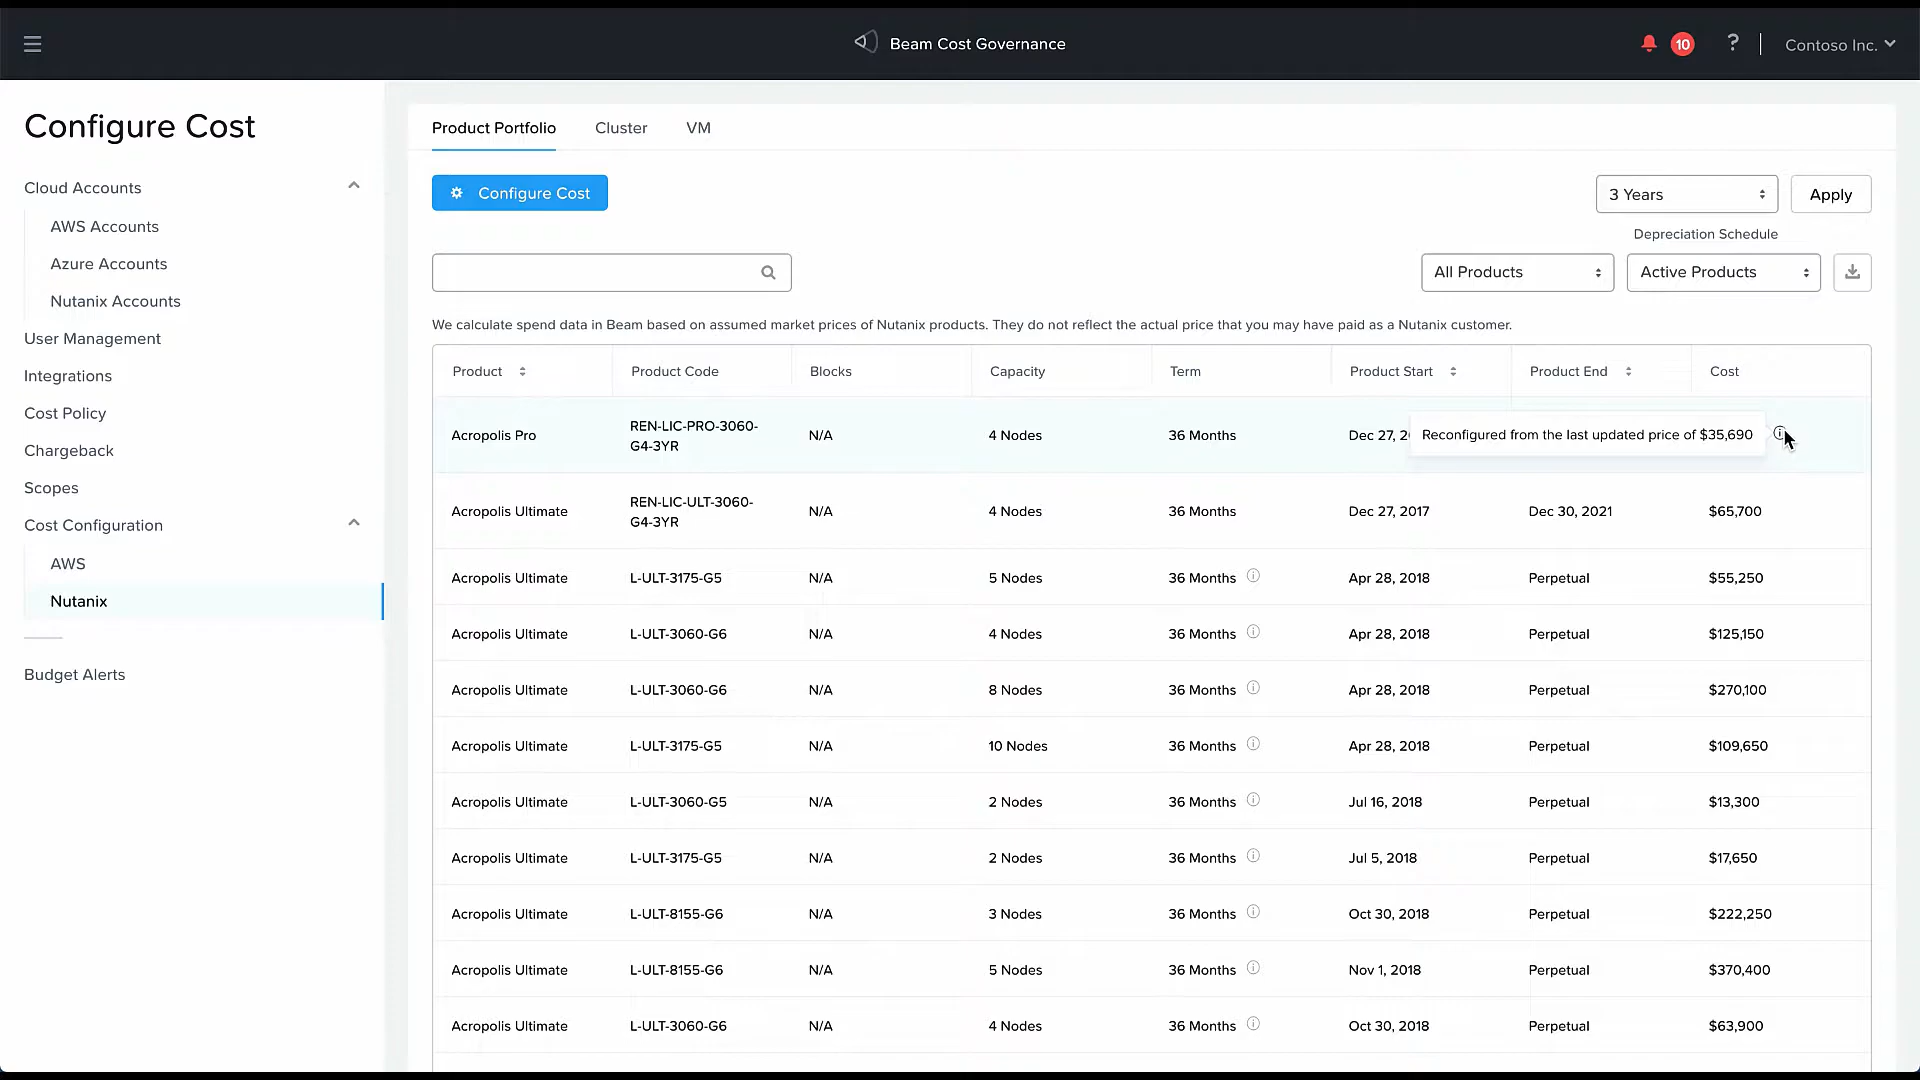 Beam Cost Governance
10
?
Contoso Inc.
Configure Cost
Cloud Accounts
AWS Accounts
Azure Accounts
Nutanix Accounts
User Management
Integrations
Cost Policy
Chargeback
Scopes
Cost Configuration
AWS
Nutanix
Budget Alerts
Product Portfolio Cluster VM
Configure Cost
3 Years
Apply
Depreciation Schedule
All Products
Active Products
We calculate spend data in Beam based on assumed market prices of Nutanix products. They do not reflect the actual price that you may have paid as a Nutanix customer.
Product Product Code Blocks Capacity Term Product Start Product End Cost
Acropolis Pro REN-LIC-PRO-3060-G4-3YR N/A 4 Nodes 36 Months Dec 27, 2 Reconfigured from the last updated price of $35,690
Acropolis Ultimate REN-LIC-ULT-3060-G4-3YR N/A 4 Nodes 36 Months Dec 27, 2017 Dec 30, 2021 $65,700
Acropolis Ultimate L-ULT-3175-G5 N/A 5 Nodes 36 Months Apr 28, 2018 Perpetual $55,250
Acropolis Ultimate L-ULT-3060-G6 N/A 4 Nodes 36 Months Apr 28, 2018 Perpetual $125,150
Acropolis Ultimate L-ULT-3060-G6 N/A 8 Nodes 36 Months Apr 28, 2018 Perpetual $270,100
Acropolis Ultimate L-ULT-3175-G5 N/A 10 Nodes 36 Months Apr 28, 2018 Perpetual $109,650
Acropolis Ultimate L-ULT-3060-G5 N/A 2 Nodes 36 Months Jul 16, 2018 Perpetual $13,300
Acropolis Ultimate L-ULT-3175-G5 N/A 2 Nodes 36 Months Jul 5, 2018 Perpetual $17,650
Acropolis Ultimate L-ULT-8155-G6 N/A 3 Nodes 36 Months Oct 30, 2018 Perpetual $222,250
Acropolis Ultimate L-ULT-8155-G6 N/A 5 Nodes 36 Months Nov 1, 2018 Perpetual $370,400
Acropolis Ultimate L-ULT-3060-G6 N/A 4 Nodes 36 Months Oct 30, 2018 Perpetual $63,900